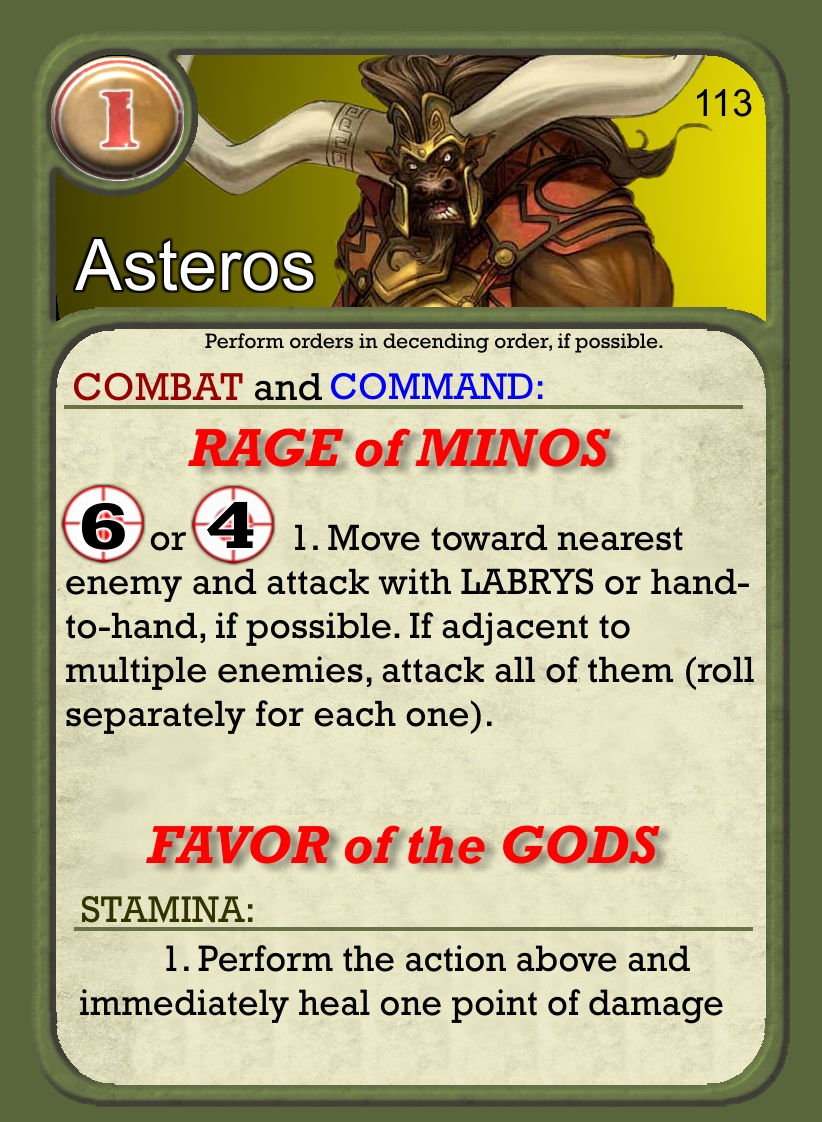 1
113
Asteros
Perform orders in decending order, if possible.
COMBAT and COMMAND:
RAGE of MINOS
6 or 4 1. Move toward nearest
enemy and attack with LABRYS or hand-
to-hand, if possible. If adjacent to
multiple enemies, attack all of them (roll
separately for each one).
FAVOR of the GODS
STAMINA:
1. Perform the action above and
immediately heal one point of damage